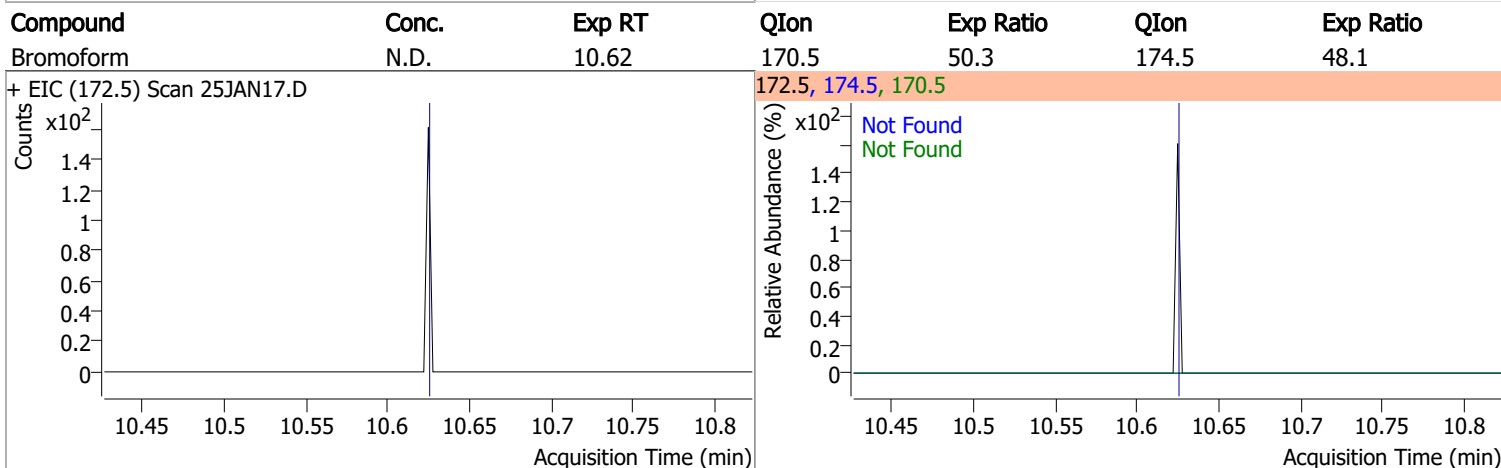 Compound Conc. Exp RT QIon Exp Ratio QIon Exp Ratio
Bromoform N.D. 10.62 170.5 50.3 174.5 48.1
+ EIC (172.5) Scan 25JAN17.D
Counts
x10²
1.4
1.2
1
0.8
0.6
0.4
0.2
0
10.45 10.5 10.55 10.6 10.65 10.7 10.75 10.8
Acquisition Time (min)
172.5, 174.5, 170.5
Relative Abundance (%)
x10²
Not Found
Not Found
1.4
1.2
1
0.8
0.6
0.4
0.2
0
10.45 10.5 10.55 10.6 10.65 10.7 10.75 10.8
Acquisition Time (min)